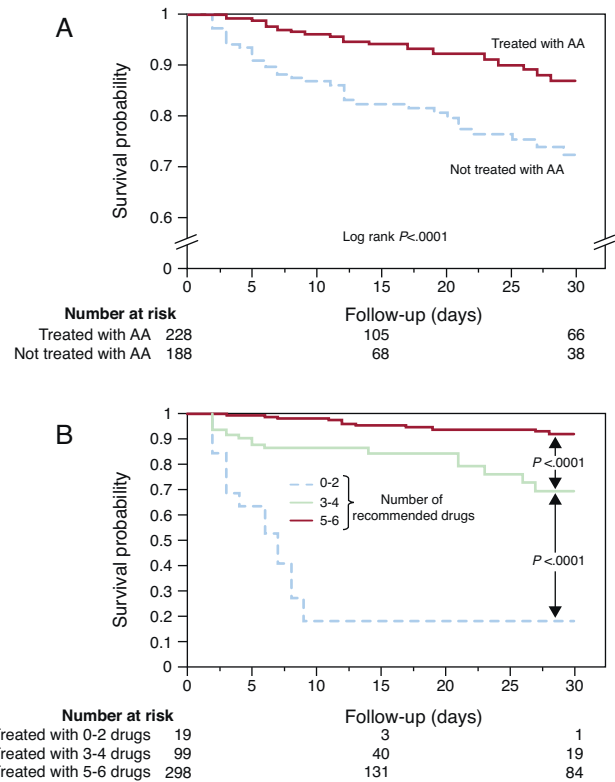 A
Survival probability
1
0.9
0.8
0.7
0.6
0
Treated with AA
Not treated with AA
Log rank P<.0001
0 5 10 15 20 25 30
Number at risk Follow-up (days)
Treated with AA 228 105 66
Not treated with AA 188 68 38
B
Survival probability
1
0.9
0.8
0.7
0.6
0.5
0.4
0.3
0.2
0.1
0
0-2
3-4
5-6
Number of
recommended drugs
P<.0001
P<.0001
0 5 10 15 20 25 30
Number at risk Follow-up (days)
reated with 0-2 drugs 19 3 1
reated with 3-4 drugs 99 40 19
reated with 5-6 drugs 298 131 84